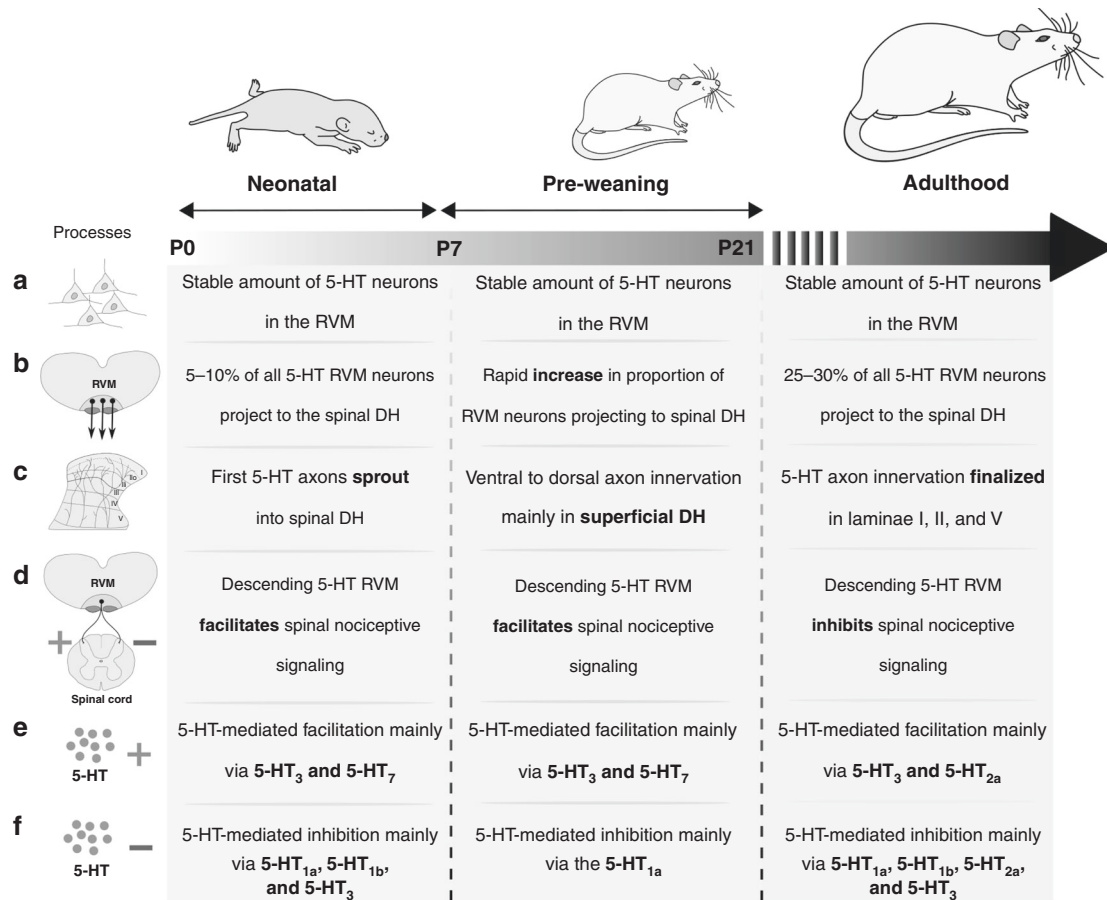 Neonatal
Pre-weaning
Adulthood
Processes
P0
P7
P21
a
Stable amount of 5-HT neurons
in the RVM
Stable amount of 5-HT neurons
in the RVM
Stable amount of 5-HT neurons
in the RVM
b
RVM
5–10% of all 5-HT RVM neurons
project to the spinal DH
Rapid increase in proportion of
RVM neurons projecting to spinal DH
25–30% of all 5-HT RVM neurons
project to the spinal DH
c
I
IIo
IIi
III
IV
V
First 5-HT axons sprout
into spinal DH
Ventral to dorsal axon innervation
mainly in superficial DH
5-HT axon innervation finalized
in laminae I, II, and V
d
RVM
+
−
Spinal cord
Descending 5-HT RVM
facilitates spinal nociceptive
signaling
Descending 5-HT RVM
facilitates spinal nociceptive
signaling
Descending 5-HT RVM
inhibits spinal nociceptive
signaling
e
+
5-HT
5-HT-mediated facilitation mainly
via 5-HT₃ and 5-HT₇
5-HT-mediated facilitation mainly
via 5-HT₃ and 5-HT₇
5-HT-mediated facilitation mainly
via 5-HT₃ and 5-HT₂ₐ
f
−
5-HT
5-HT-mediated inhibition mainly
via 5-HT₁ₐ, 5-HT₁b,
and 5-HT₃
5-HT-mediated inhibition mainly
via the 5-HT₁ₐ
5-HT-mediated inhibition mainly
via 5-HT₁ₐ, 5-HT₁b, 5-HT₂ₐ,
and 5-HT₃